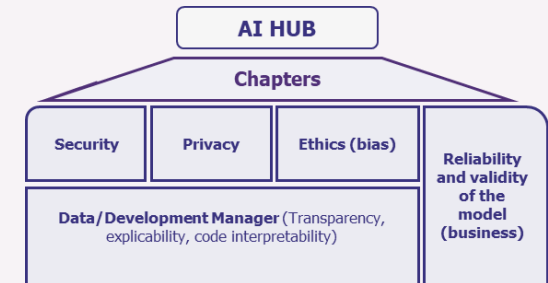 AI HUB
Chapters
Security
Privacy
Ethics (bias)
Reliability
and validity
of the
model
(business)
Data/Development Manager (Transparency,
explicability, code interpretability)